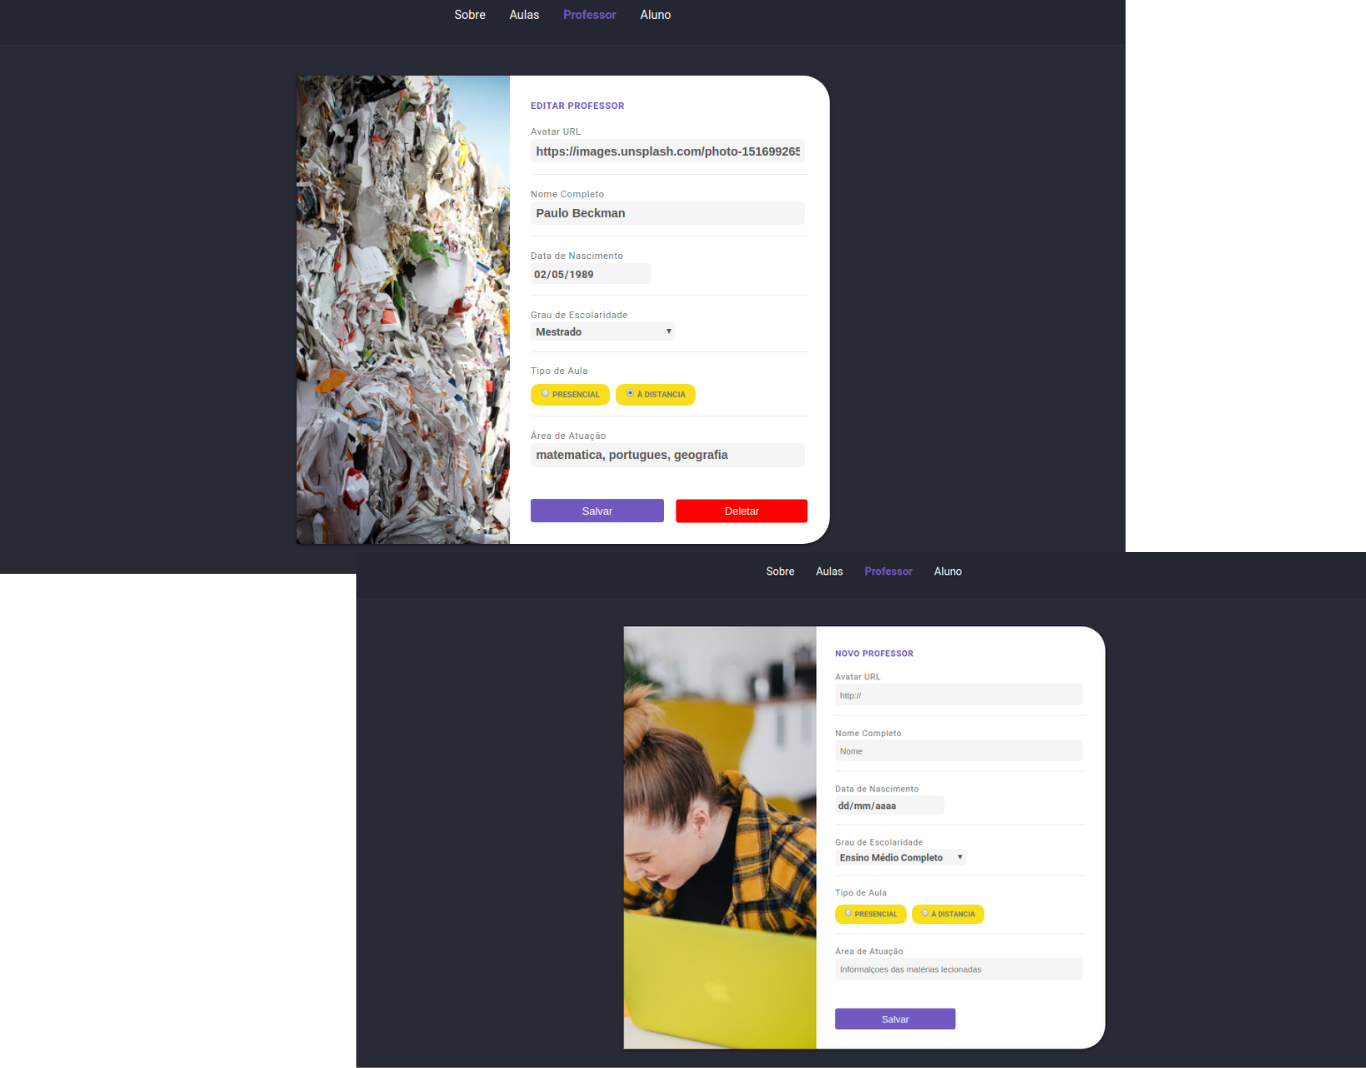 Sobre Aulas Professor Aluno
EDITAR PROFESSOR
Avatar URL
https://images.unsplash.com/photo-151699265
Nome Completo
Paulo Beckman
Data de Nascimento
02/05/1989
Grau de Escolaridade
Mestrado
Tipo de Aula
PRESENCIAL À DISTANCIA
Área de Atuação
matematica, portugues, geografia
Salvar Deletar
Sobre Aulas Professor Aluno
NOVO PROFESSOR
Avatar URL
http://
Nome Completo
Nome
Data de Nascimento
dd/mm/aaaa
Grau de Escolaridade
Ensino Médio Completo
Tipo de Aula
PRESENCIAL À DISTANCIA
Área de Atuação
Informalçoes das matérias lecionadas
Salvar